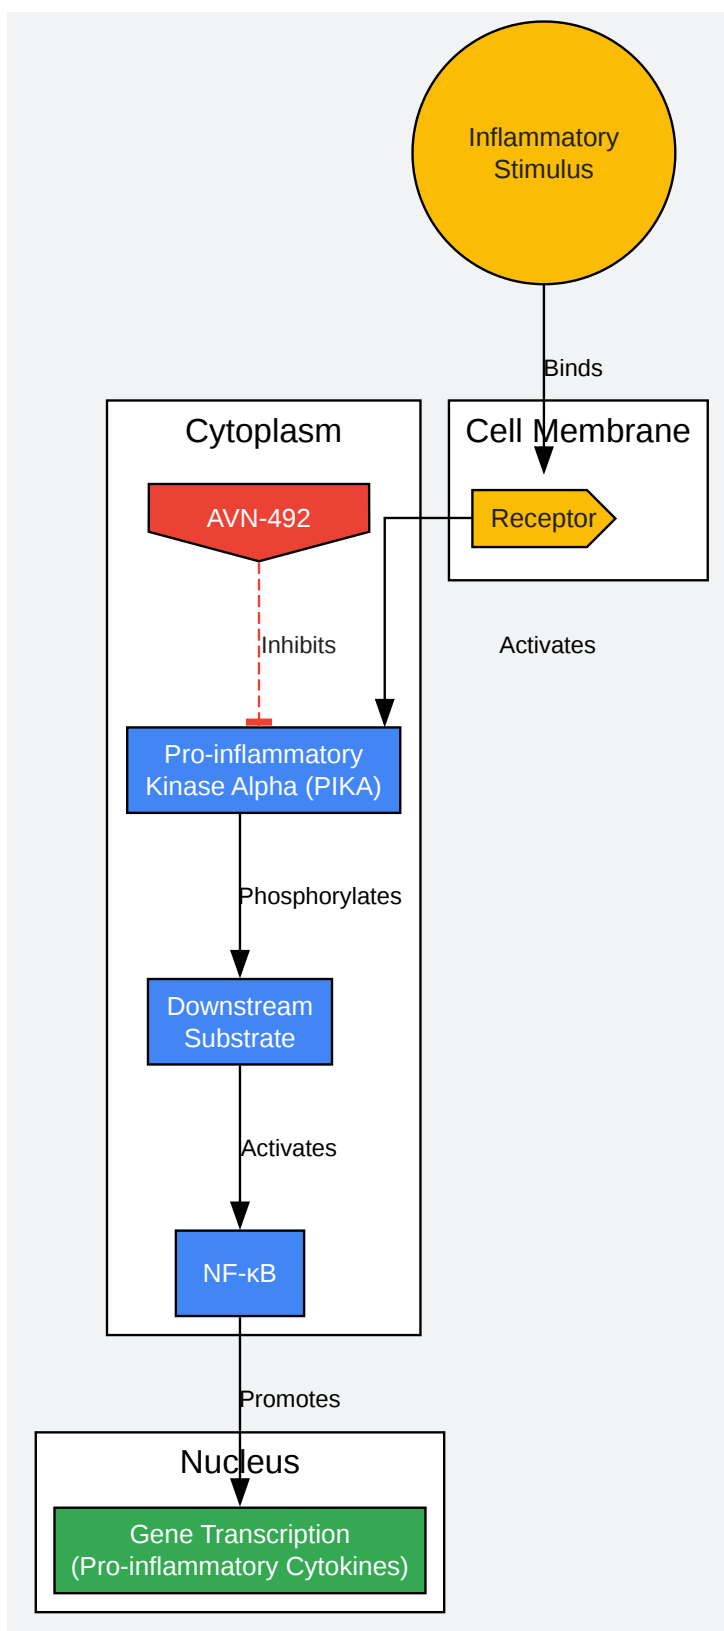 Inflammatory
Stimulus
Binds
Cytoplasm
Cell Membrane
AVN-492
Receptor
Inhibits
Activates
Pro-inflammatory
Kinase Alpha (PIKA)
Phosphorylates
Downstream
Substrate
Activates
NF-κB
Promotes
Nucleus
Gene Transcription
(Pro-inflammatory Cytokines)